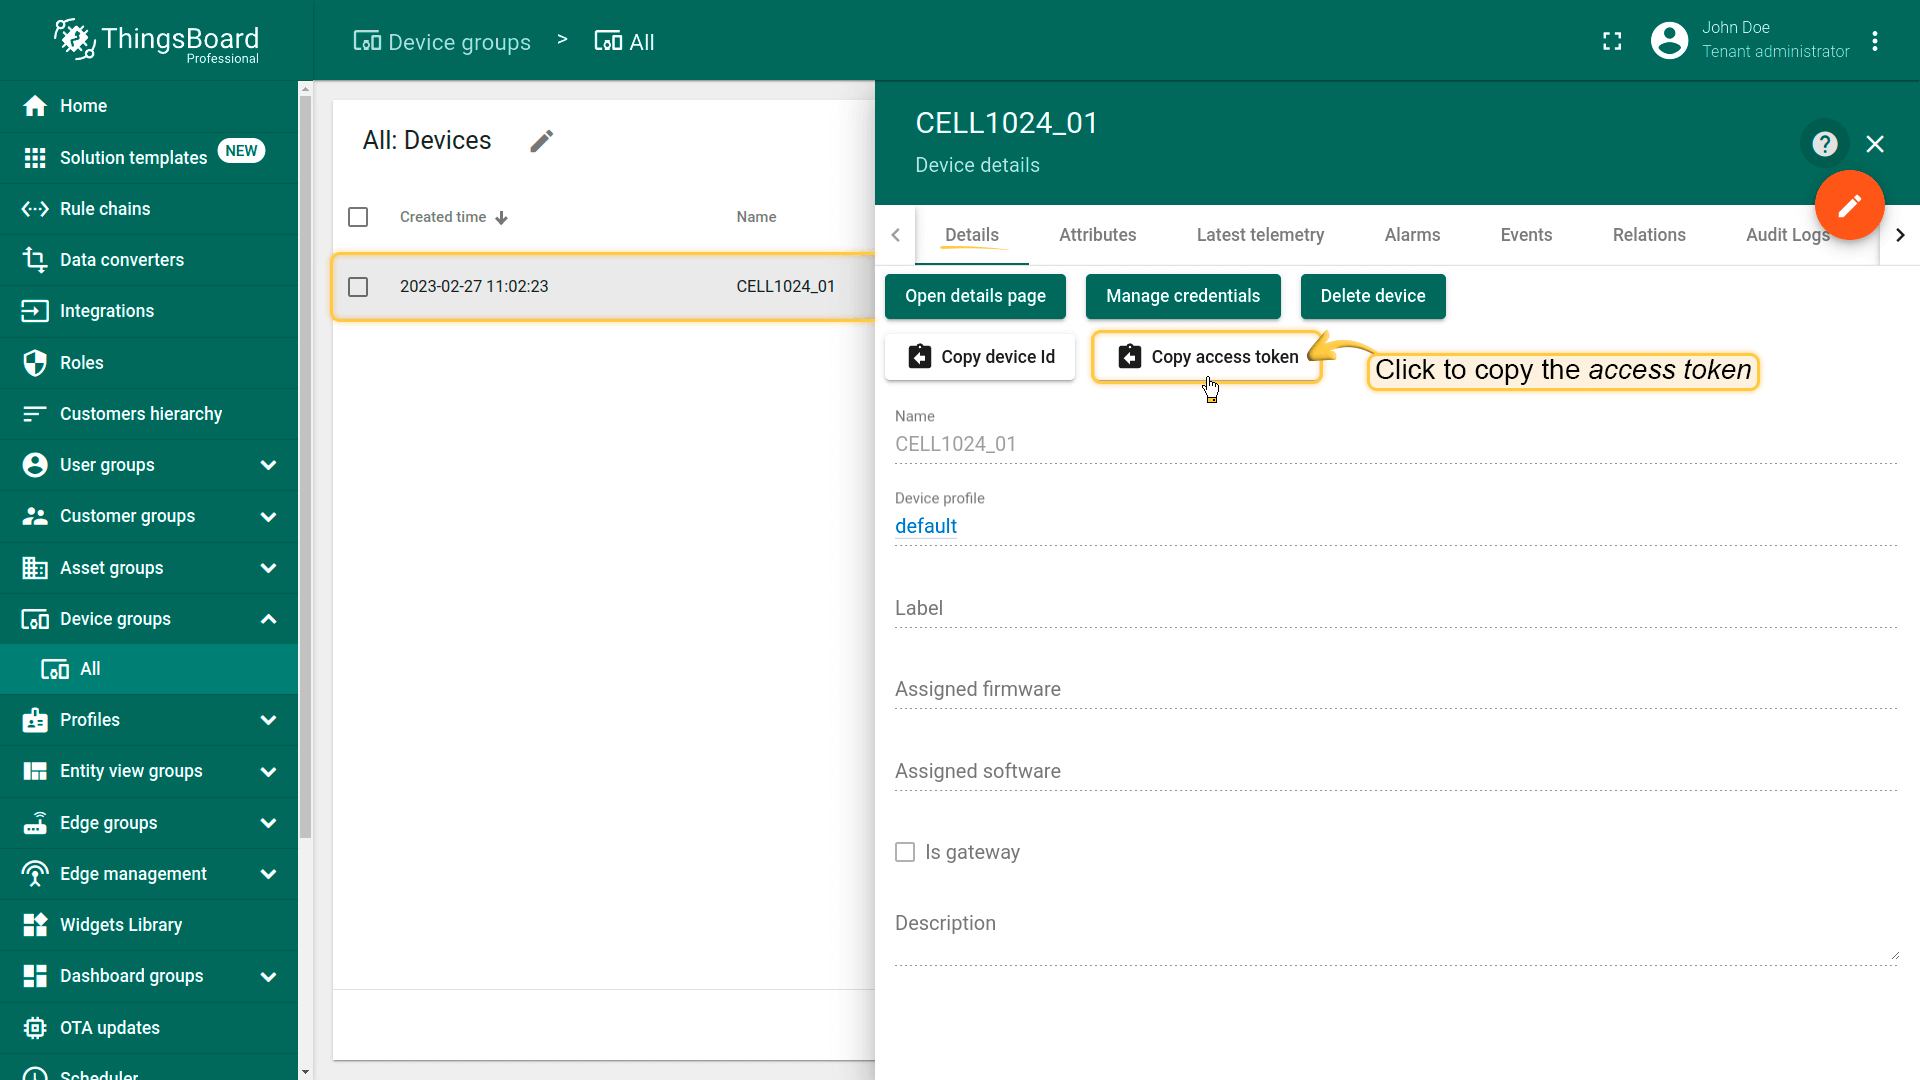 ThingsBoard
Professional
Device groups > All
John Doe
Tenant administrator
Home
Solution templates NEW
Rule chains
Data converters
Integrations
Roles
Customers hierarchy
User groups
Customer groups
Asset groups
Device groups
All
Profiles
Entity view groups
Edge groups
Edge management
Widgets Library
Dashboard groups
OTA updates
Scheduler
All: Devices
Created time Name
2023-02-27 11:02:23 CELL1024_01
CELL1024_01
Device details
Details Attributes Latest telemetry Alarms Events Relations Audit Logs
Open details page Manage credentials Delete device
Copy device Id Copy access token
Click to copy the access token
Name
CELL1024_01
Device profile
default
Label
Assigned firmware
Assigned software
Is gateway
Description